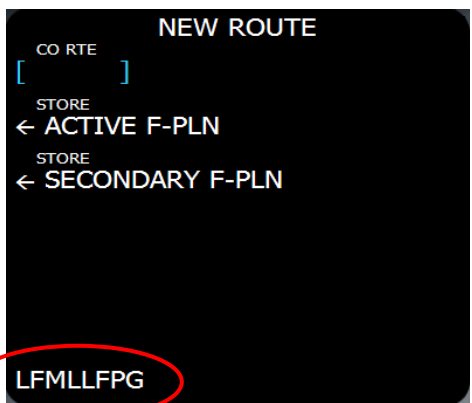 NEW ROUTE
CO RTE
[ ]
STORE
← ACTIVE F-PLN
STORE
← SECONDARY F-PLN
LFMLLFPG